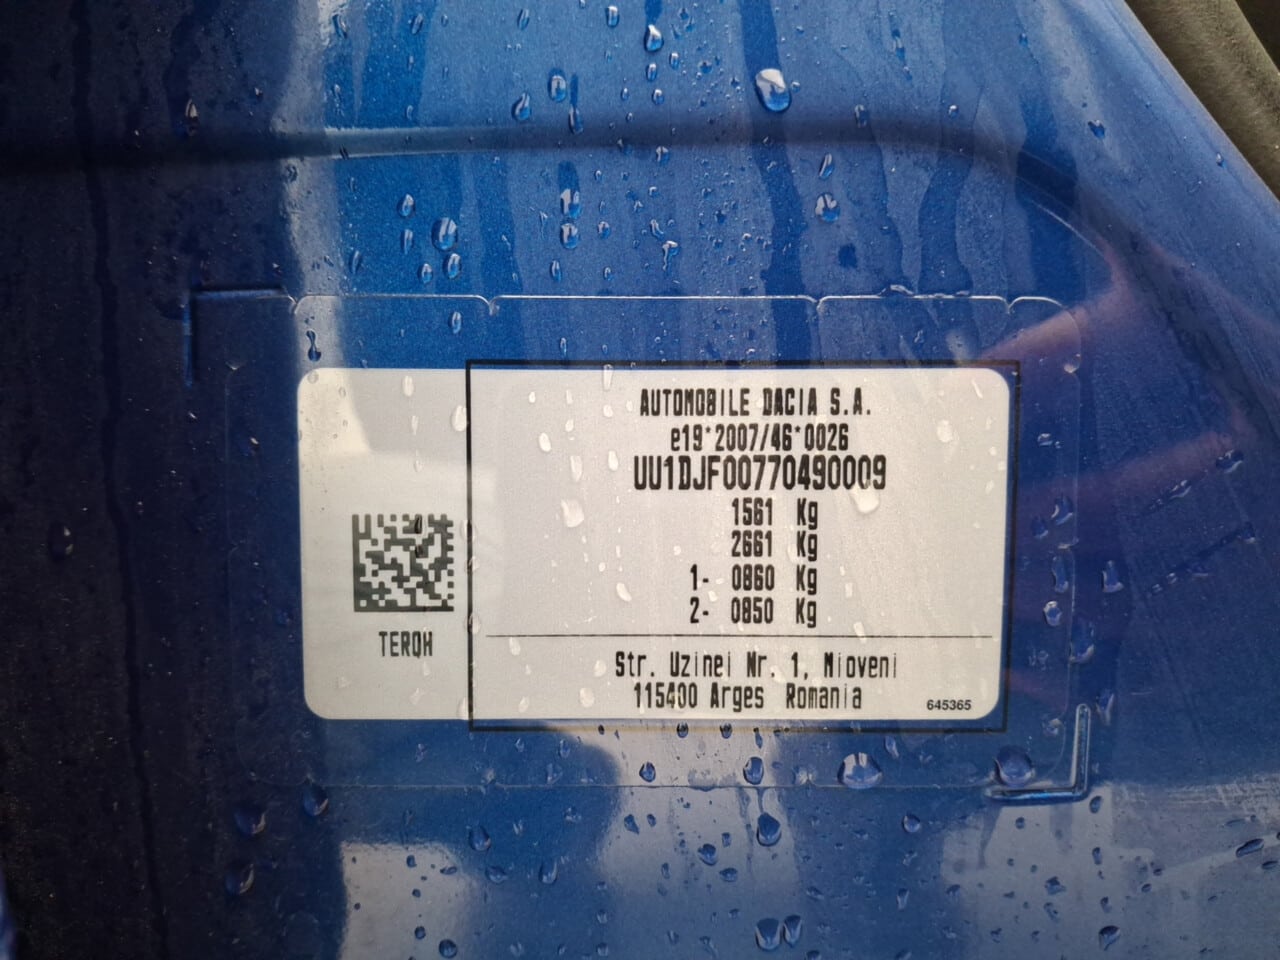 AUTOMOBILE DACIA S.A.
e19*2007/46*0026
UU1DJF00770490009
1561 Kg
2661 Kg
1- 0860 Kg
2- 0850 Kg
TERQH
Str. Uzinei Nr. 1, Mioveni
115400 Arges Romania
645365